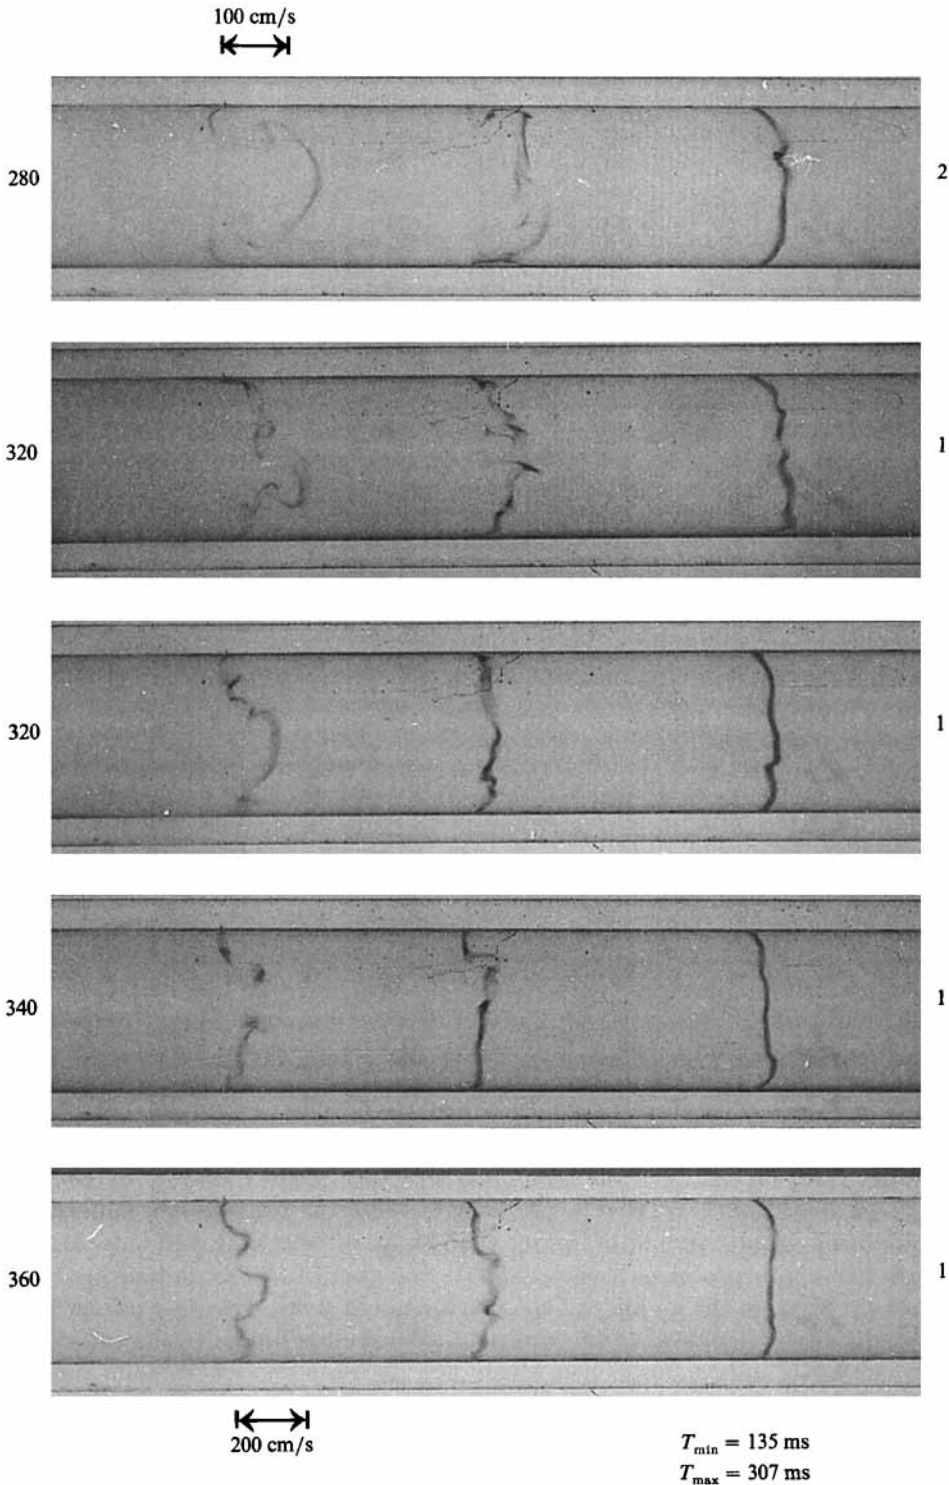 100 cm/s
280 2
320 1
320 1
340 1
360 1
200 cm/s
T_min = 135 ms
T_max = 307 ms